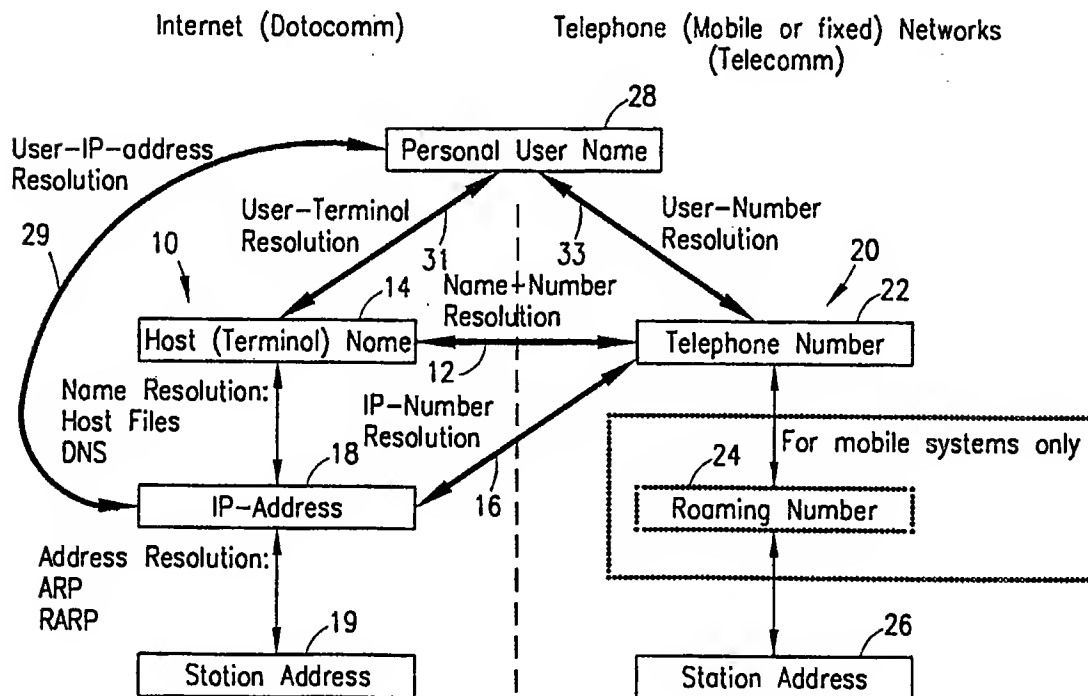 Internet (Dotocomm)
Telephone (Mobile or fixed) Networks
(Telecomm)
28
Personal User Name
User-IP-address
Resolution
29
User-Terminol
Resolution
31
33
User-Number
Resolution
10
14
Name+Number
Resolution
20
22
Host (Terminol) Nome
12
Telephone Number
Name Resolution:
Host Files
DNS
IP-Number
Resolution
For mobile systems only
18
16
24
IP-Address
Roaming Number
Address Resolution:
ARP
RARP
19
26
Stotion Address
Station Address